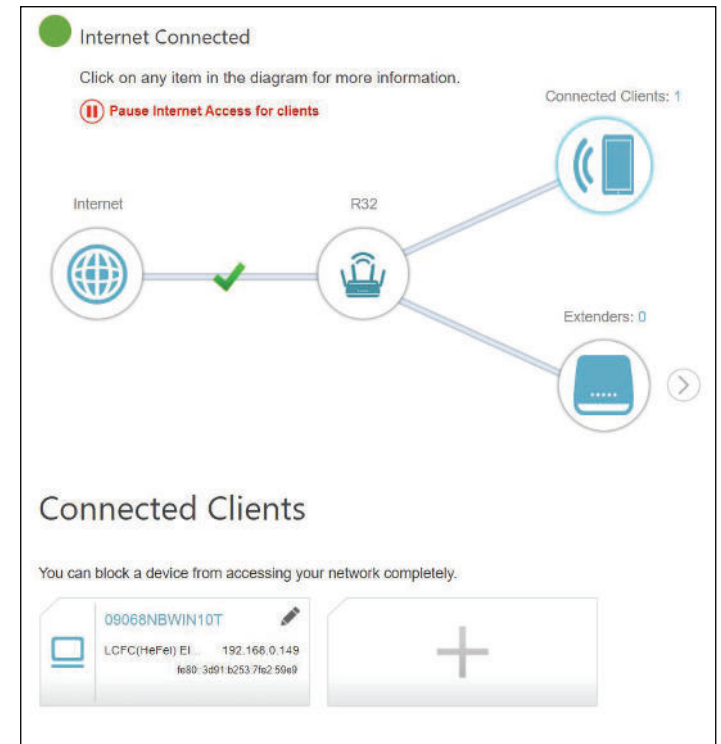 Internet Connected
Click on any item in the diagram for more information.
Pause Internet Access for clients
Connected Clients: 1
Internet
R32
Extenders: 0
Connected Clients
You can block a device from accessing your network completely.
09068NBWIN10T
LCFC(HeFei) El... 192.168.0.149
fe80::3d91:b253:7fe2:59e9